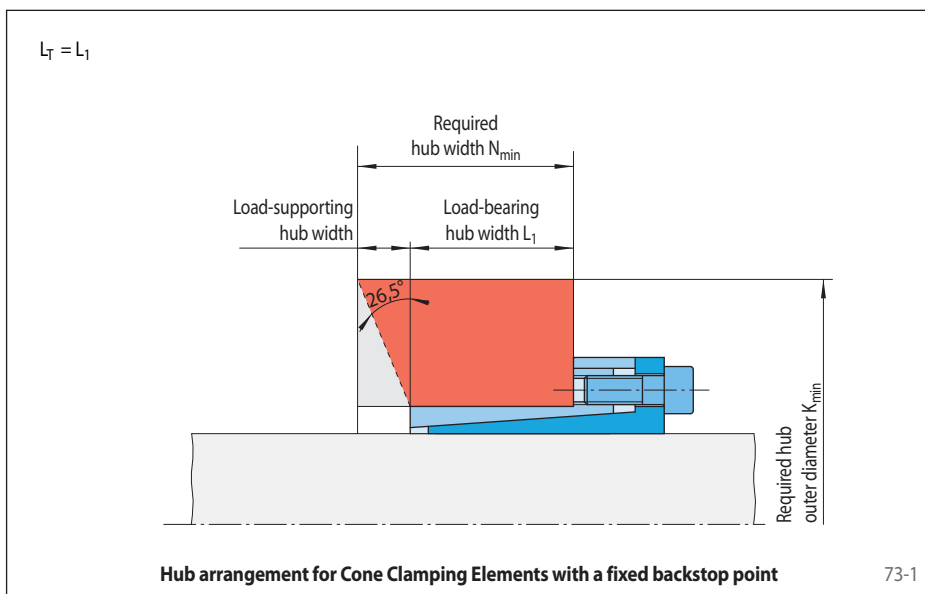 L_T = L_1
Required
hub width N_min
Load-supporting
hub width
Load-bearing
hub width L_1
26,5°
Required hub
outer diameter K_min
Hub arrangement for Cone Clamping Elements with a fixed backstop point
73-1